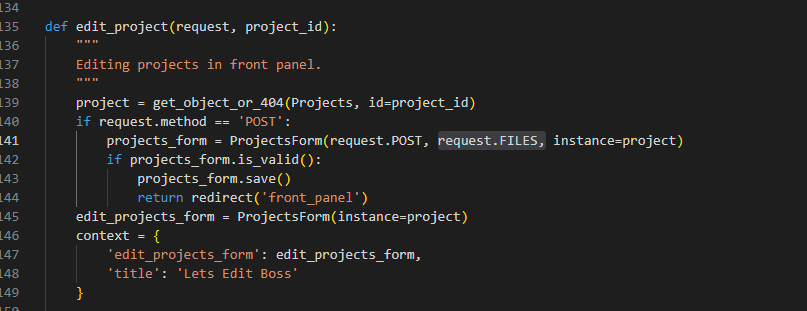 134
135 def edit_project(request, project_id):
136     """
137     Editing projects in front panel.
138     """
139     project = get_object_or_404(Projects, id=project_id)
140     if request.method == 'POST':
141         projects_form = ProjectsForm(request.POST, request.FILES, instance=project)
142         if projects_form.is_valid():
143             projects_form.save()
144             return redirect('front_panel')
145     edit_projects_form = ProjectsForm(instance=project)
146     context = {
147         'edit_projects_form': edit_projects_form,
148         'title': 'Lets Edit Boss'
149     }